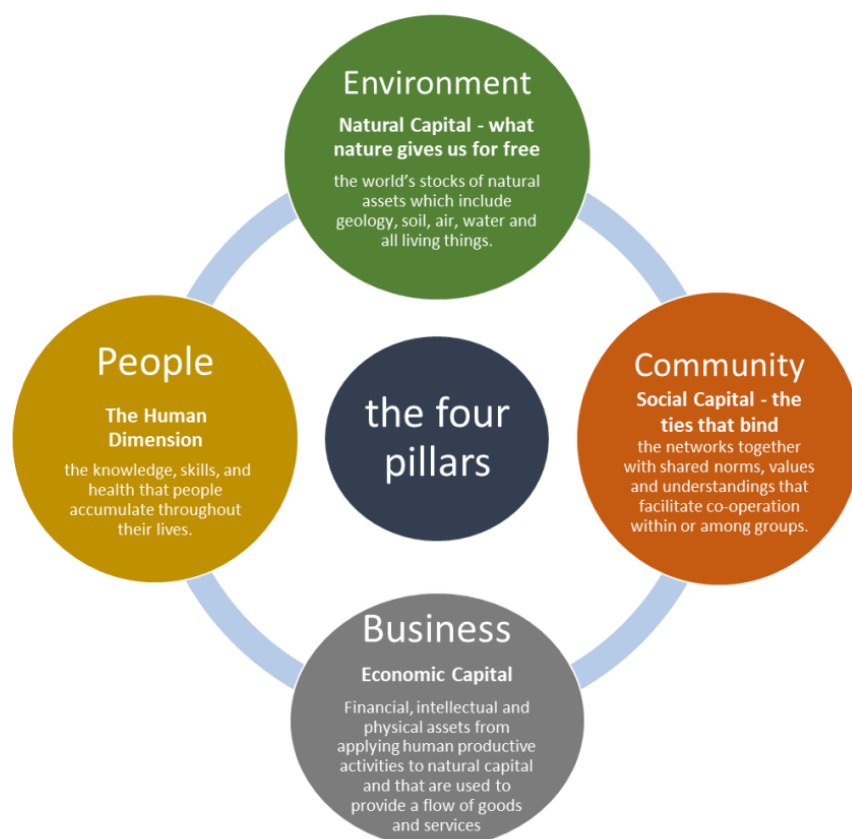 Environment
Natural Capital - what
nature gives us for free
the world's stocks of natural
assets which include
geology, soil, air, water and
all living things.
People
The Human
Dimension
the knowledge, skills, and
health that people
accumulate throughout
their lives.
the four
pillars
Community
Social Capital - the
ties that bind
the networks together
with shared norms, values
and understandings that
facilitate co-operation
within or among groups.
Business
Economic Capital
Financial, intellectual and
physical assets from
applying human productive
activities to natural capital
and that are used to
provide a flow of goods
and services